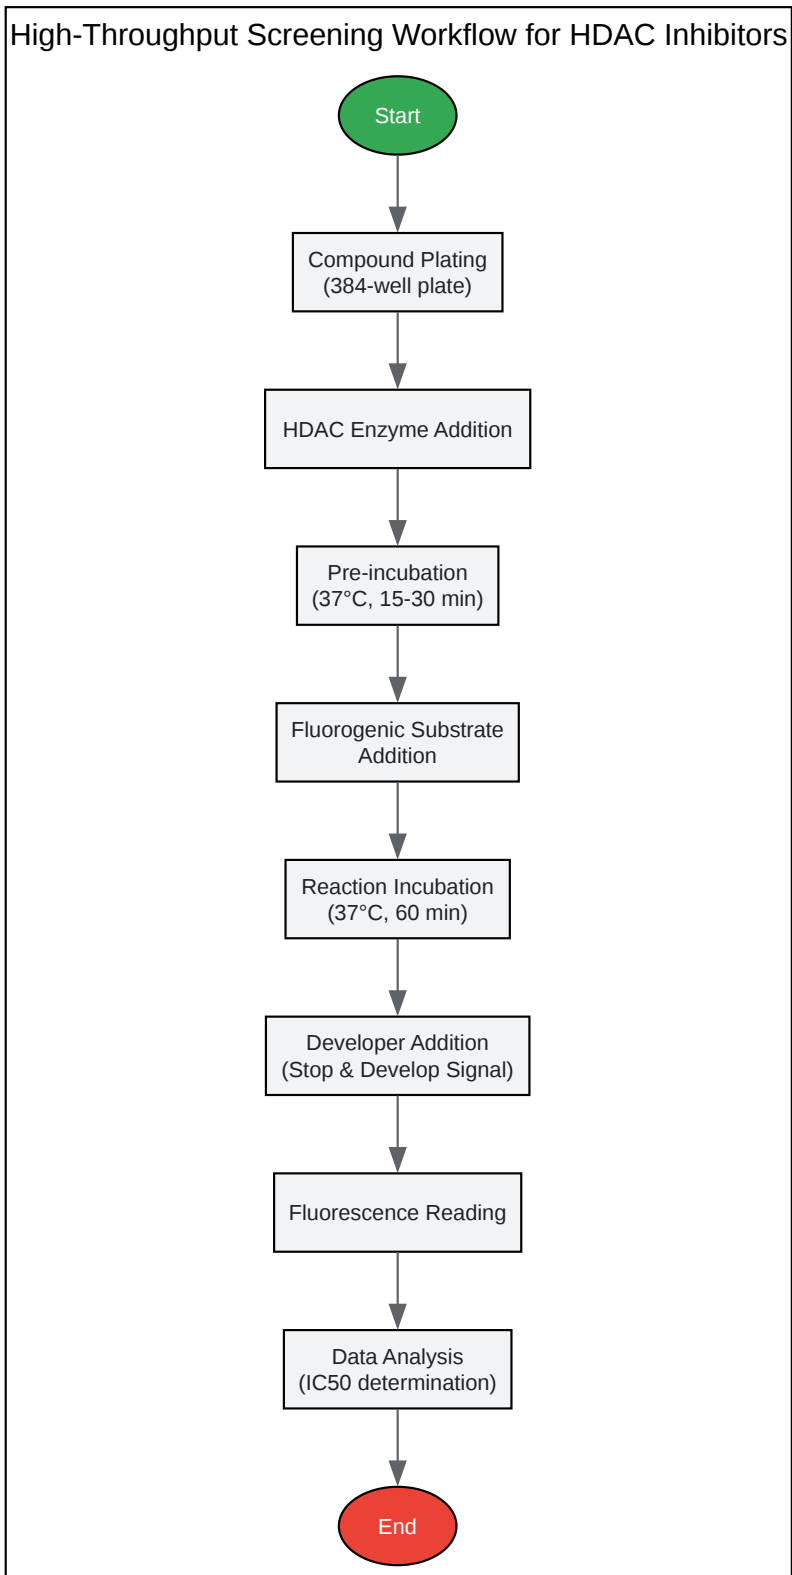 High-Throughput Screening Workflow for HDAC Inhibitors
Start
Compound Plating
(384-well plate)
HDAC Enzyme Addition
Pre-incubation
(37°C, 15-30 min)
Fluorogenic Substrate
Addition
Reaction Incubation
(37°C, 60 min)
Developer Addition
(Stop & Develop Signal)
Fluorescence Reading
Data Analysis
(IC50 determination)
End